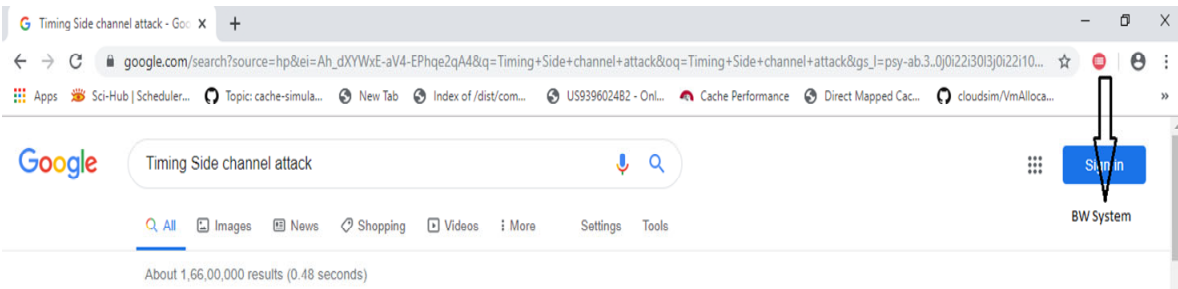 Timing Side channel attack - Goo
google.com/search?source=hp&ei=Ah_dXYWxE-aV4-EPhqe2qA4&q=Timing+Side+channel+attack&oq=Timing+Side+channel+attack&gs_l=psy-ab.3..0j0i22i30l3j0i22i10...
Apps Sci-Hub | Scheduler... Topic: cache-simula... New Tab Index of /dist/com... US9396024B2 - Onl... Cache Performance Direct Mapped Cac... cloudsim/VmAlloca... »
Google Timing Side channel attack Sign in
BW System
All Images News Shopping Videos More Settings Tools
About 1,66,00,000 results (0.48 seconds)